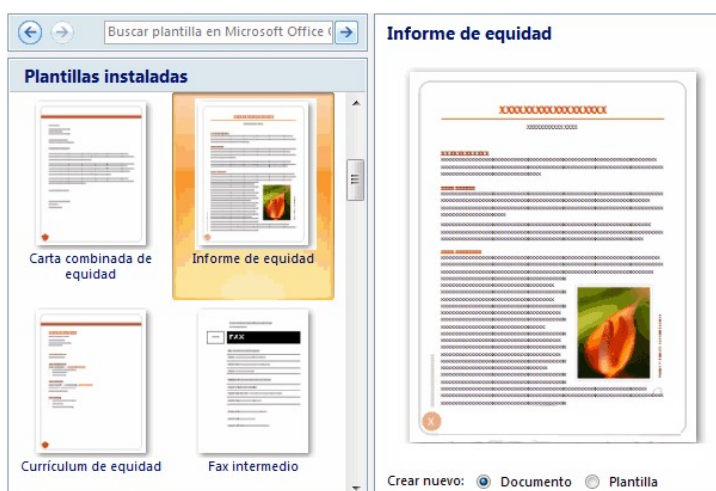 Buscar plantilla en Microsoft Office
Informe de equidad
Plantillas instaladas
Carta combinada de
equidad
Informe de equidad
FAX
Currículum de equidad
Fax intermedio
Crear nuevo: Documento Plantilla